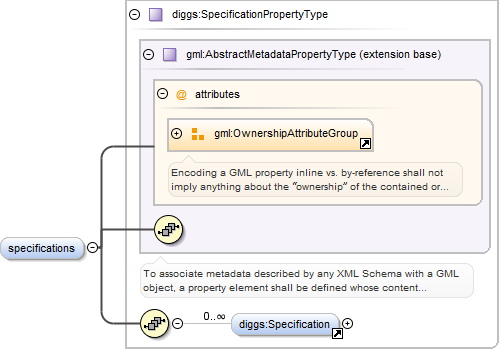 diggs:SpecificationPropertyType
gml:AbstractMetadataPropertyType (extension base)
@ attributes
gml:OwnershipAttributeGroup
Encoding a GML property inline vs. by-reference shall not
imply anything about the "ownership" of the contained or...
specifications
To associate metadata described by any XML Schema with a GML
object, a property element shall be defined whose content...
0..∞
diggs:Specification